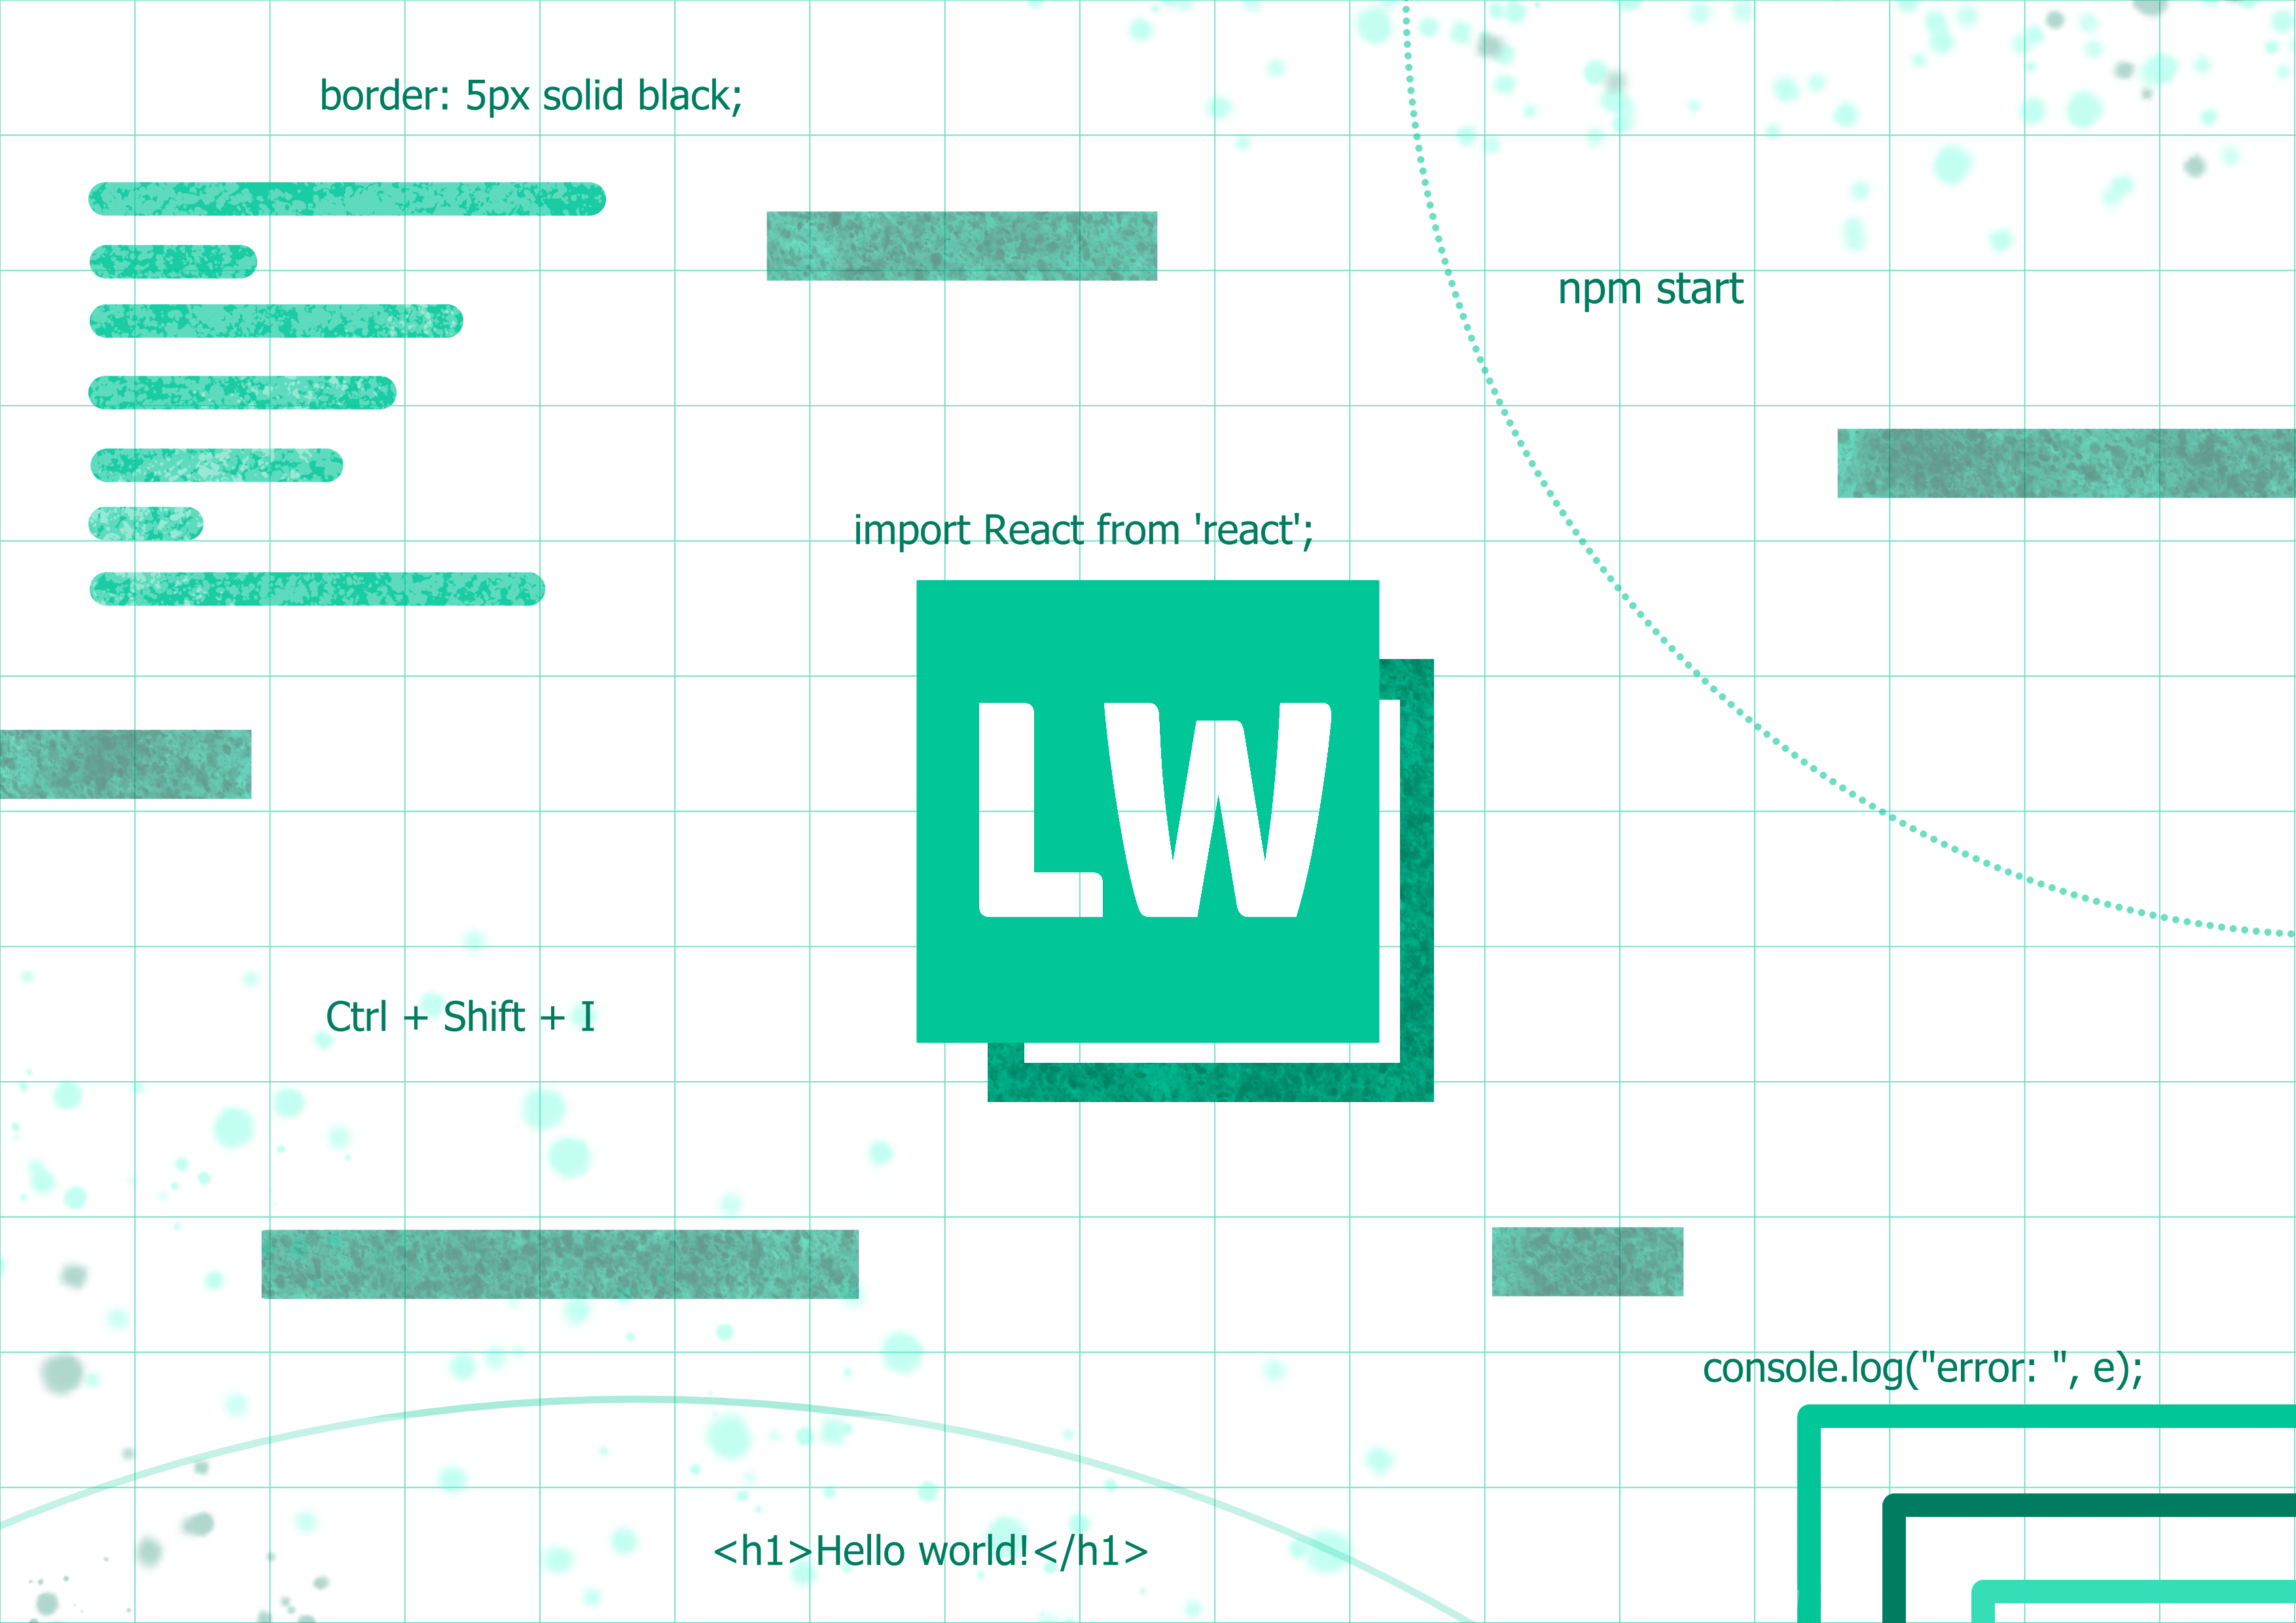 border: 5px solid black;
npm start
import React from 'react';
LW
Ctrl + Shift + I
console.log("error: ", e);
<h1>Hello world!</h1>